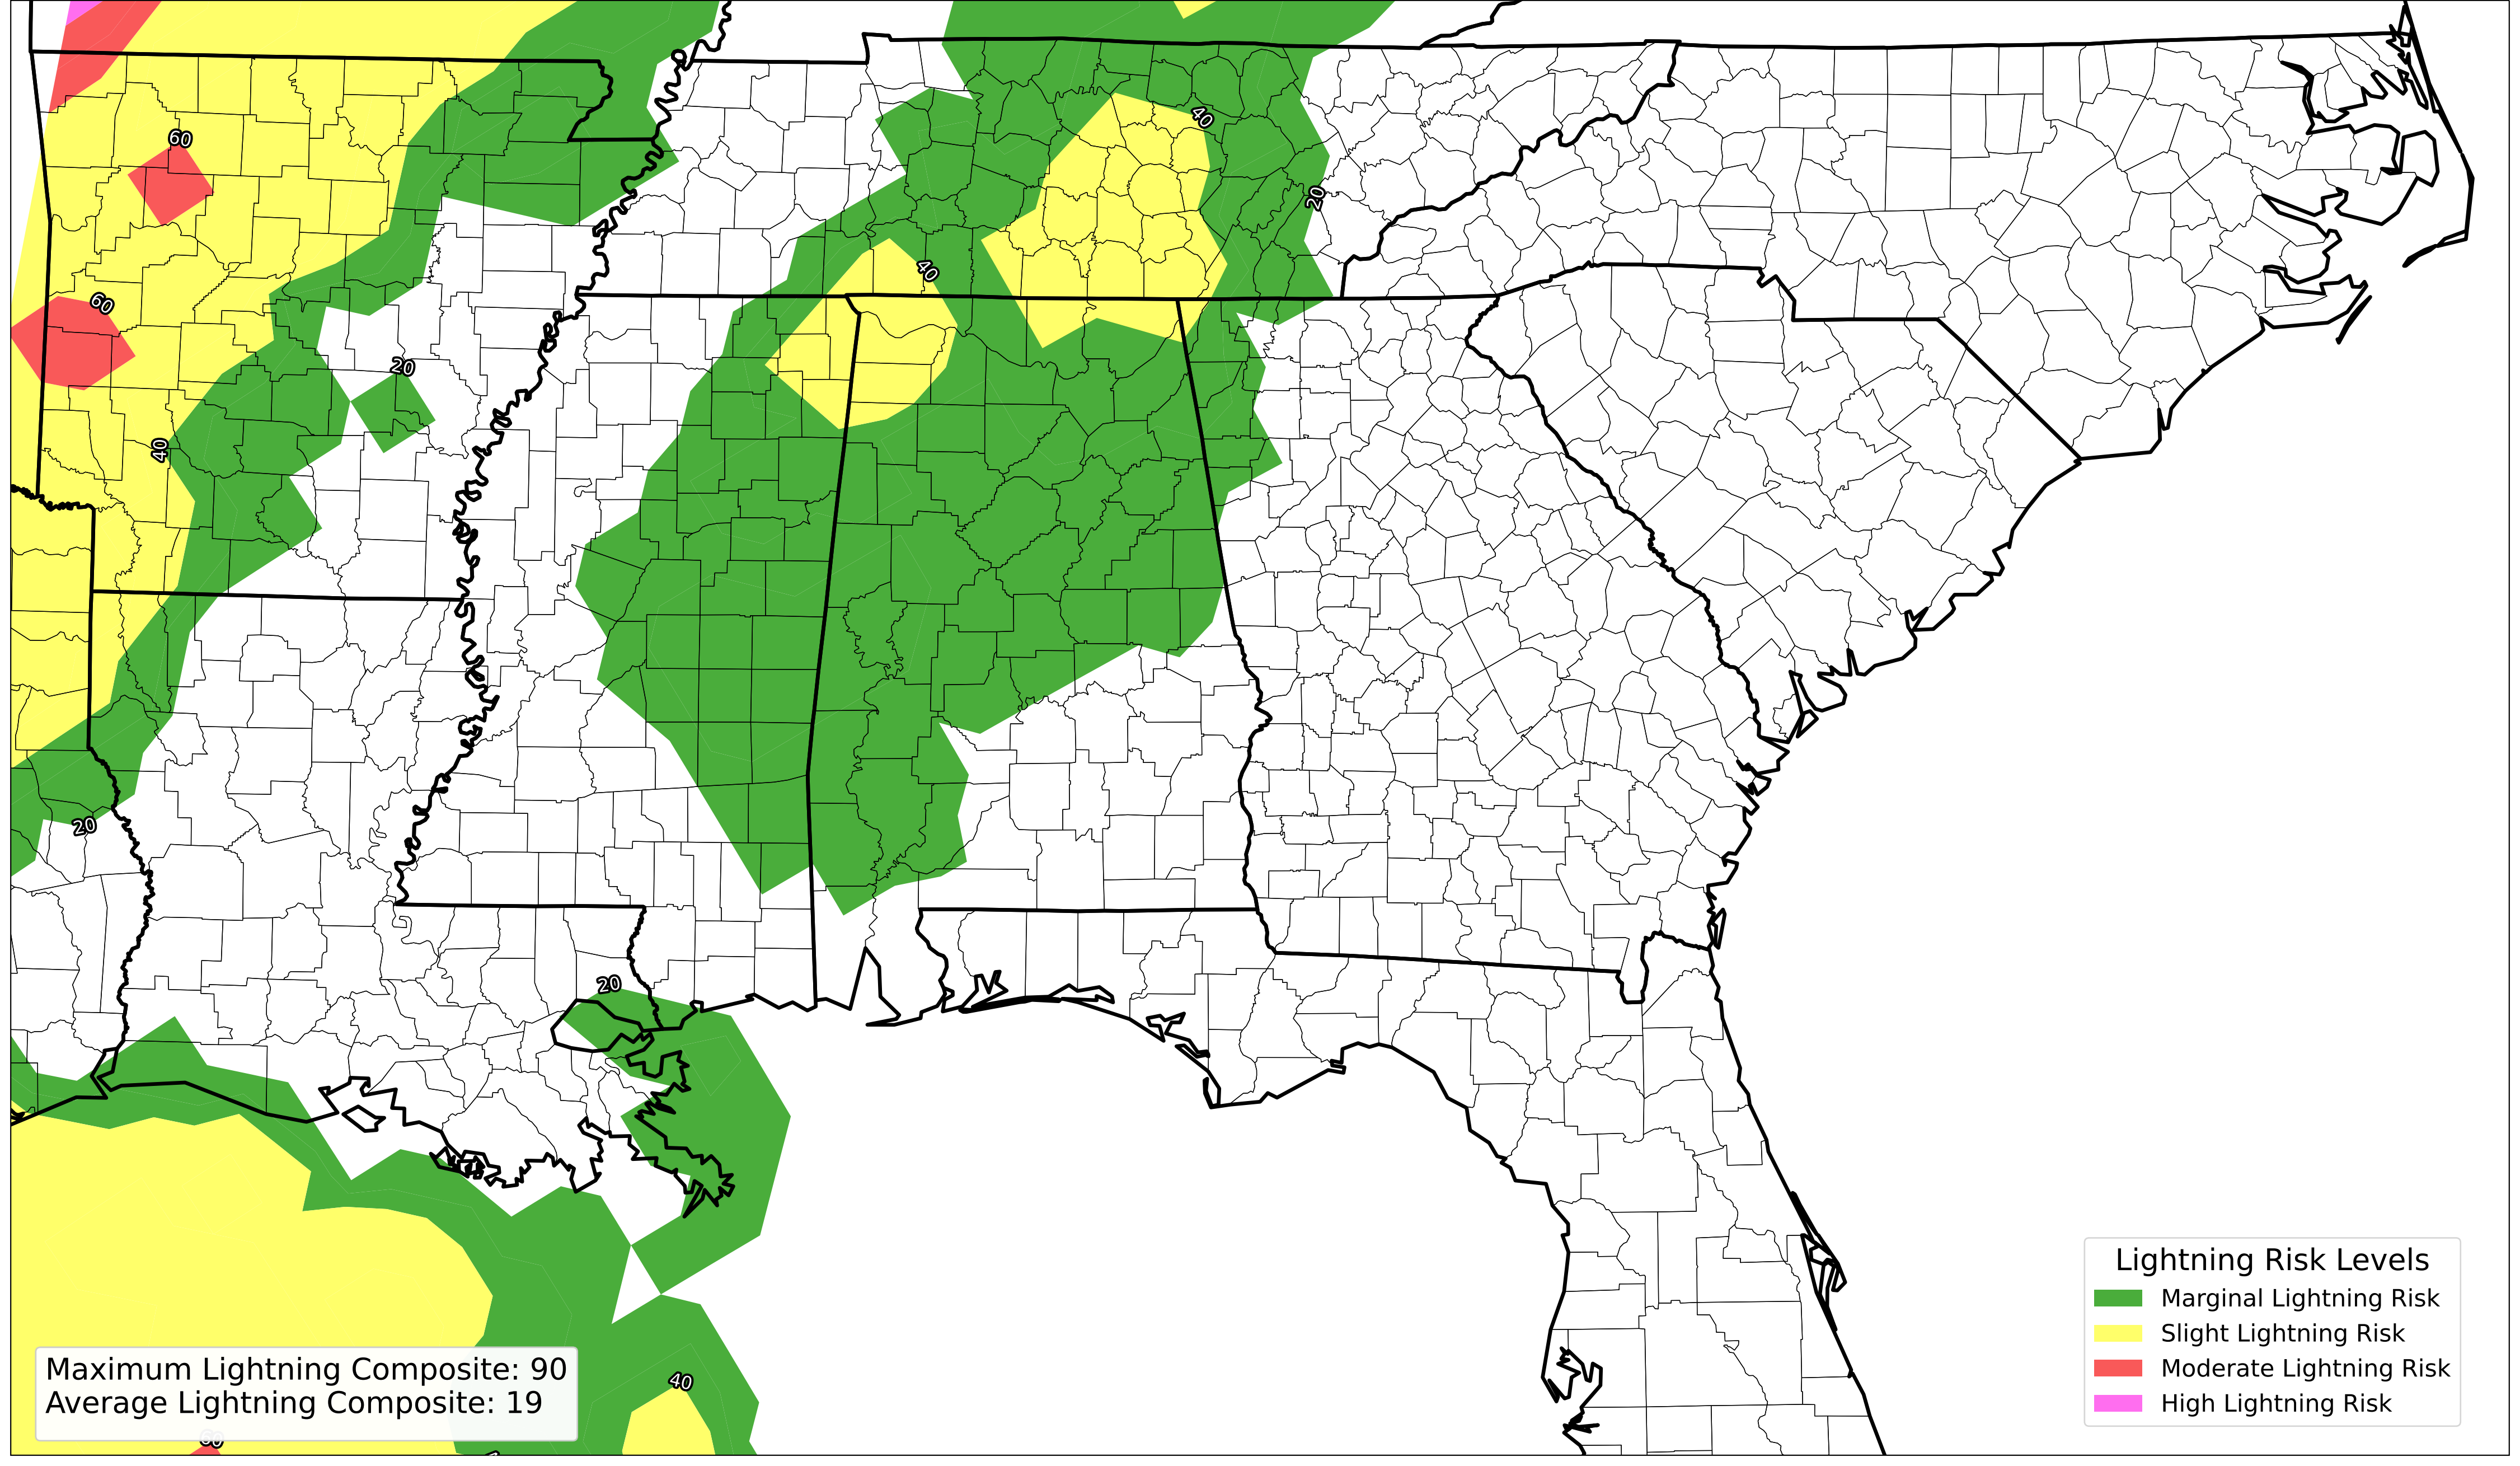 40
60
20
40
60
20
40
20
20
Lightning Risk Levels
Marginal Lightning Risk
Slight Lightning Risk
Moderate Lightning Risk
High Lightning Risk
Maximum Lightning Composite: 90
Average Lightning Composite: 19
40